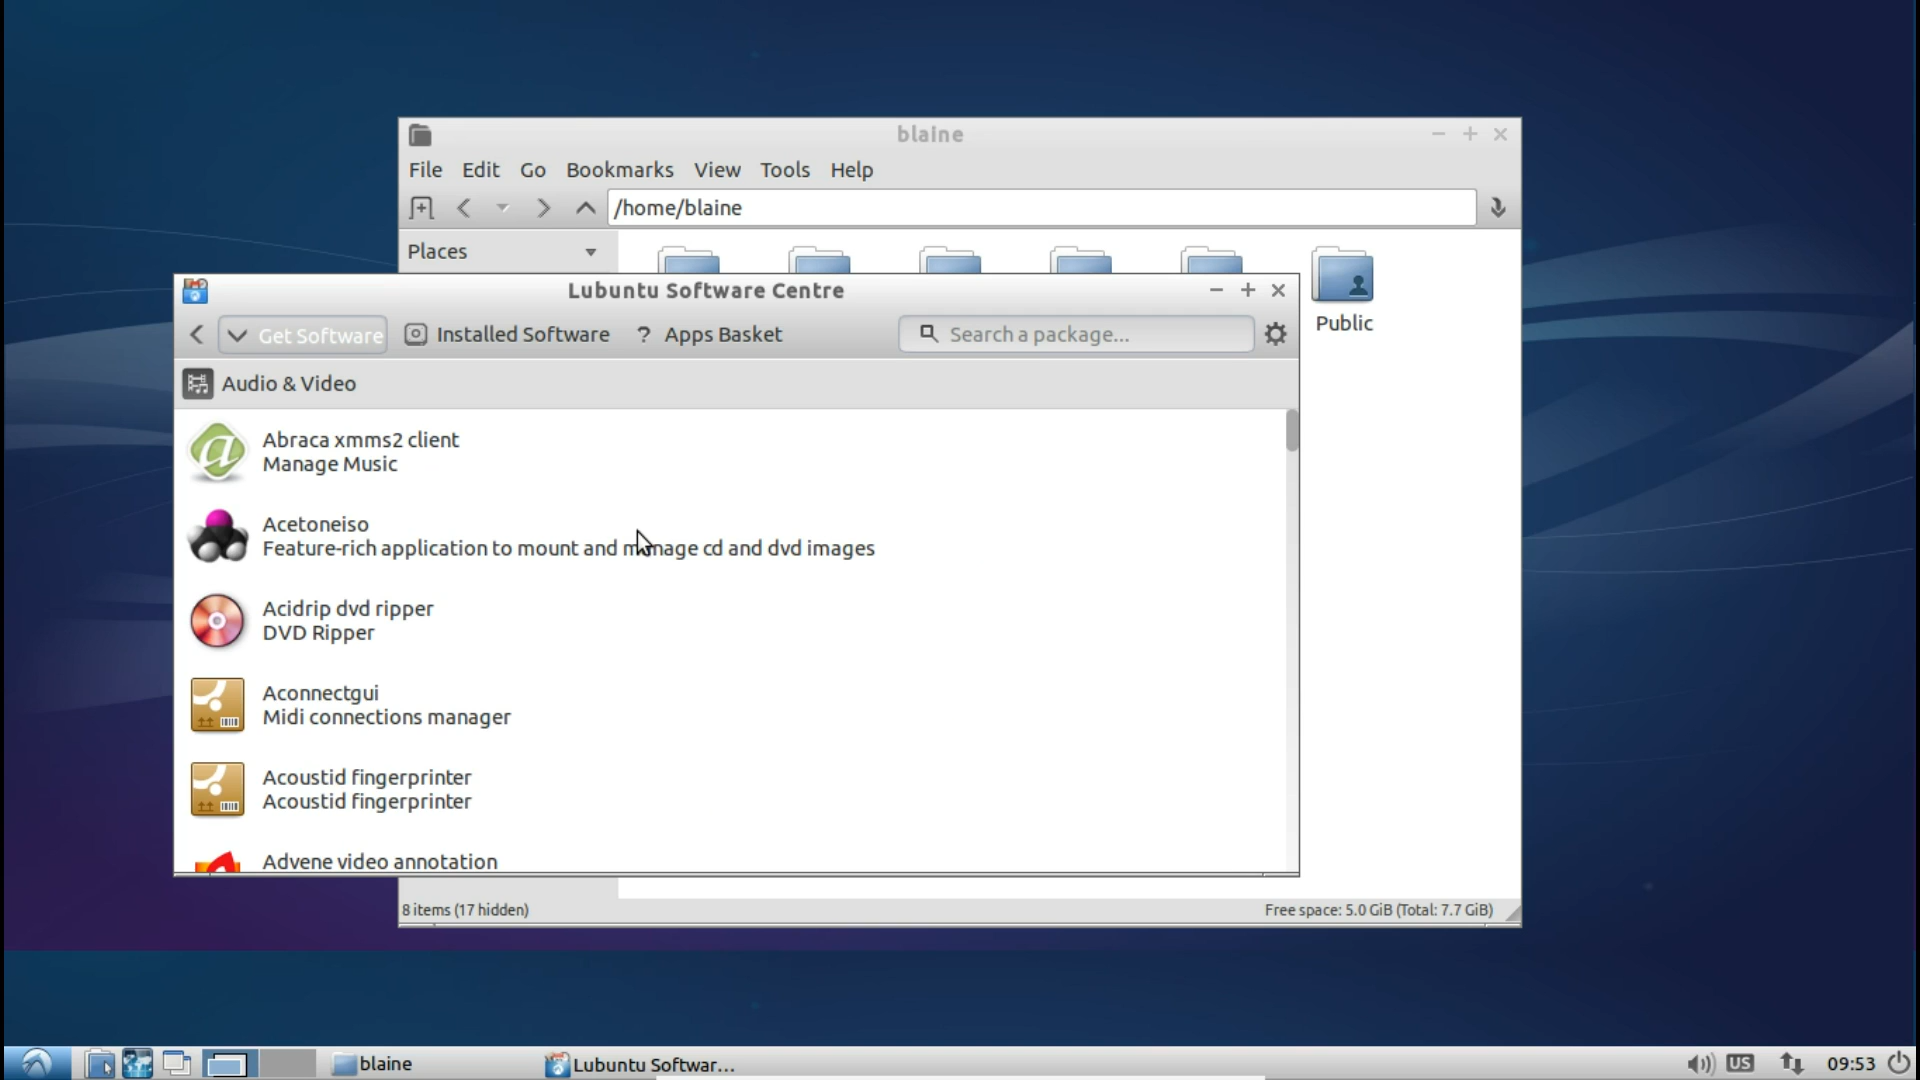 blaine
File Edit Go Bookmarks View Tools Help
/home/blaine
Places
Public
Lubuntu Software Centre
Get Software Installed Software ? Apps Basket Search a package...
Audio & Video
Abraca xmms2 client
Manage Music
Acetoneiso
Feature-rich application to mount and manage cd and dvd images
Acidrip dvd ripper
DVD Ripper
Aconnectgui
Midi connections manager
Acoustid fingerprinter
Acoustid fingerprinter
Advene video annotation
8 items (17 hidden) Free space: 5.0 GiB (Total: 7.7 GiB)
blaine Lubuntu Softwar... US 09:53